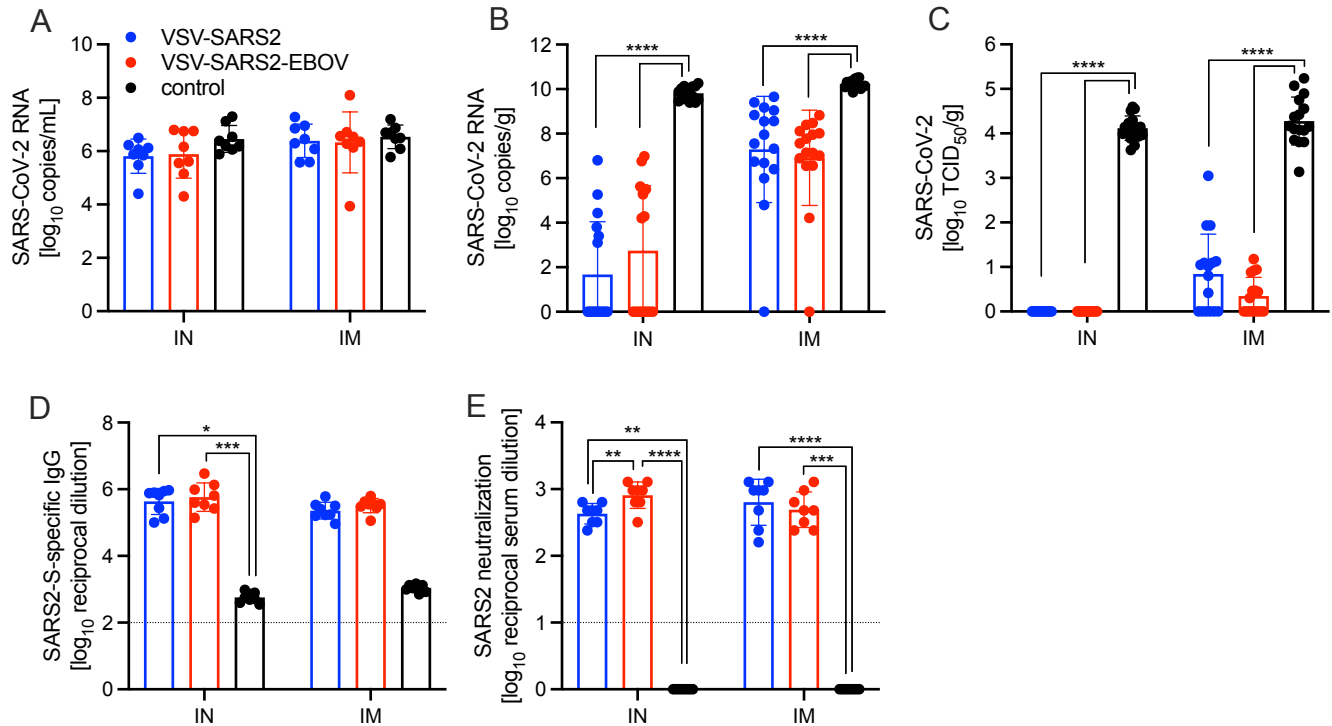 A
VSV-SARS2
VSV-SARS2-EBOV
control
SARS-CoV-2 RNA
[log10 copies/mL]
10
8
6
4
2
0
IN IM
B
SARS-CoV-2 RNA
[log10 copies/g]
12
10
8
6
4
2
0
**** ****
IN IM
C
SARS-CoV-2
[log10 TCID50/g]
6
5
4
3
2
1
0
**** ****
IN IM
D
SARS2-S-specific IgG
[log10 reciprocal dilution]
8
6
4
2
0
*
***
IN IM
E
SARS2 neutralization
[log10 reciprocal serum dilution]
4
3
2
1
0
** ****
** **** ***
IN IM